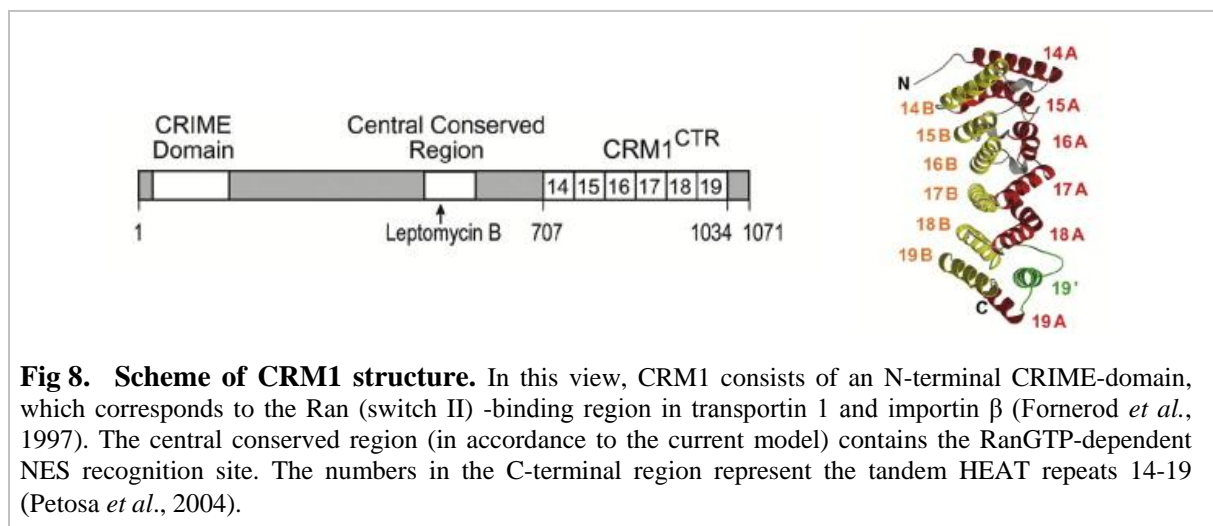 CRIME
Domain
Central Conserved
Region
CRM1CTR
14 15 16 17 18 19
1
Leptomycin B
707
1034
1071
14A
N
14B
15A
15B
16A
16B
17B
17A
18B
18A
19B
19'
C
19A
Fig 8. Scheme of CRM1 structure. In this view, CRM1 consists of an N-terminal CRIME-domain,
which corresponds to the Ran (switch II) -binding region in transportin 1 and importin β (Fornerod et al.,
1997). The central conserved region (in accordance to the current model) contains the RanGTP-dependent
NES recognition site. The numbers in the C-terminal region represent the tandem HEAT repeats 14-19
(Petosa et al., 2004).